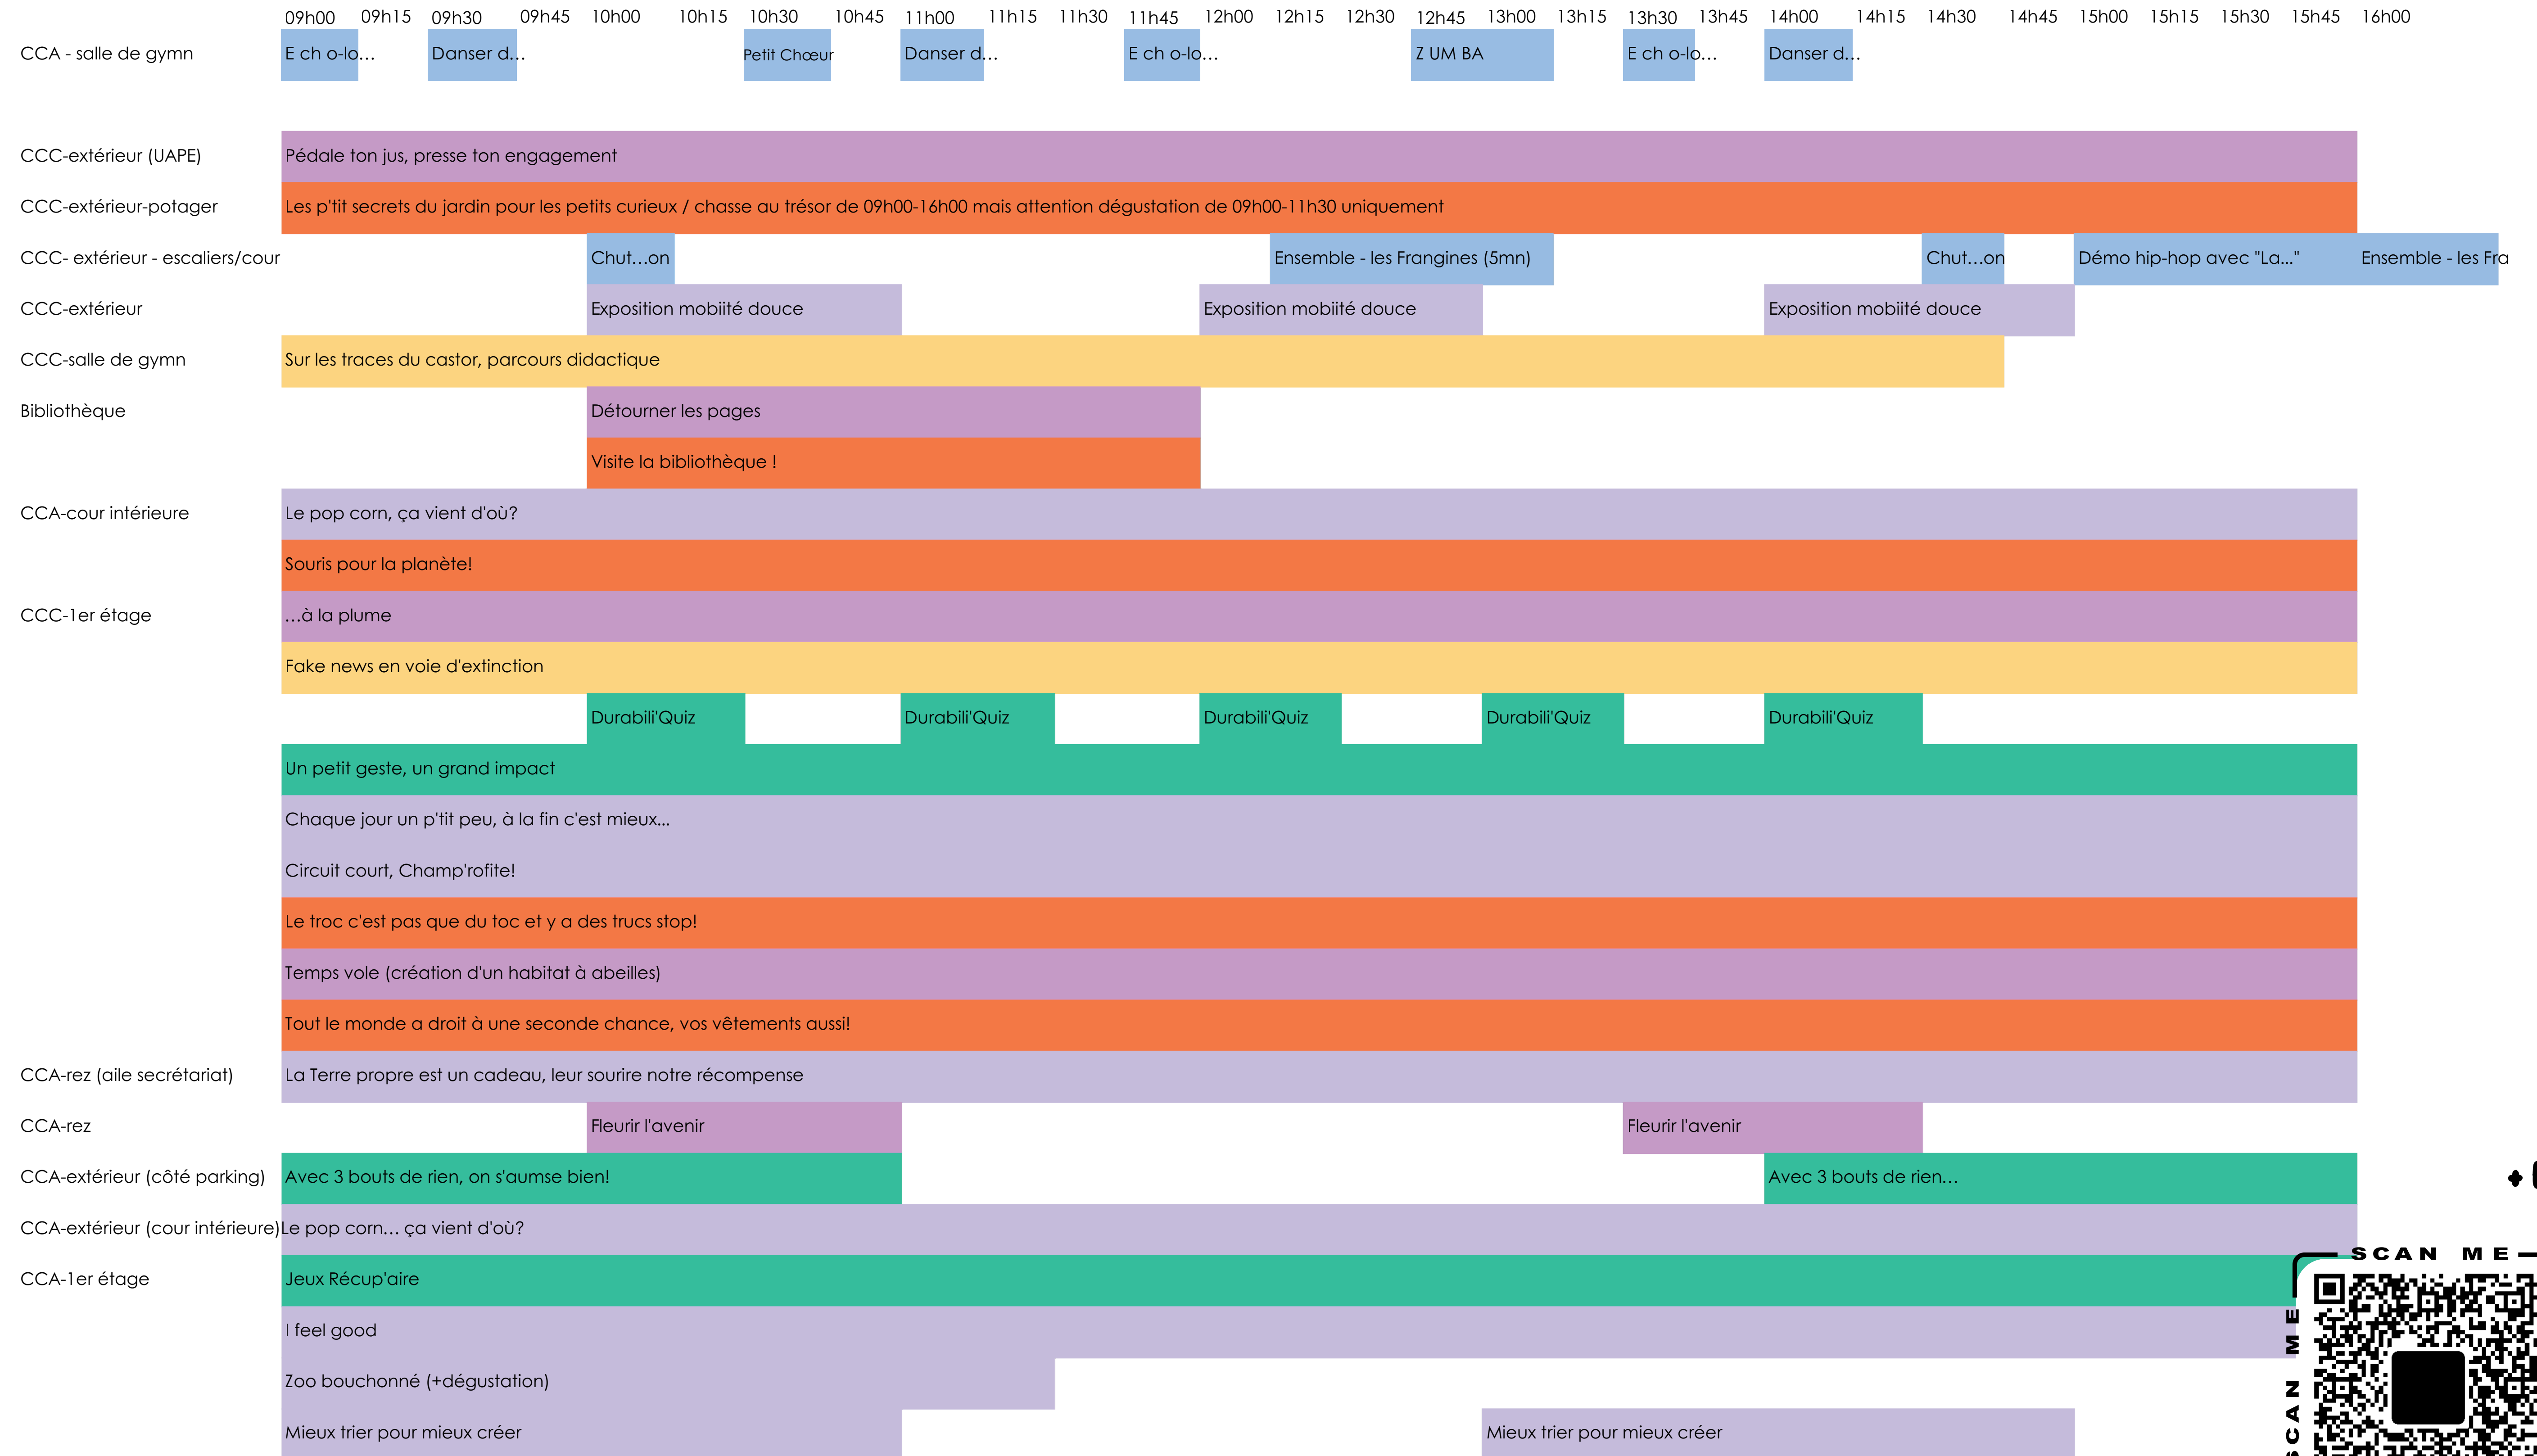 09h00 09h15 09h30 09h45 10h00 10h15 10h30 10h45 11h00 11h15 11h30 11h45 12h00 12h15 12h30 12h45 13h00 13h15 13h30 13h45 14h00 14h15 14h30 14h45 15h00 15h15 15h30 15h45 16h00
CCA - salle de gymn E ch o-lo... Danser d... Petit Chœur Danser d... E ch o-lo... Z UM BA E ch o-lo... Danser d...
CCC-extérieur (UAPE) Pédale ton jus, presse ton engagement
CCC-extérieur-potager Les p'tit secrets du jardin pour les petits curieux / chasse au trésor de 09h00-16h00 mais attention dégustation de 09h00-11h30 uniquement
CCC- extérieur - escaliers/cour Chut...on Ensemble - les Frangines (5mn) Chut...on Démo hip-hop avec "La..." Ensemble - les Fra
CCC-extérieur Exposition mobiité douce Exposition mobiité douce Exposition mobiité douce
CCC-salle de gymn Sur les traces du castor, parcours didactique
Bibliothèque Détourner les pages
Visite la bibliothèque !
CCA-cour intérieure Le pop corn, ça vient d'où?
Souris pour la planète!
CCC-1er étage ...à la plume
Fake news en voie d'extinction
Durabili'Quiz Durabili'Quiz Durabili'Quiz Durabili'Quiz Durabili'Quiz
Un petit geste, un grand impact
Chaque jour un p'tit peu, à la fin c'est mieux...
Circuit court, Champ'rofite!
Le troc c'est pas que du toc et y a des trucs stop!
Temps vole (création d'un habitat à abeilles)
Tout le monde a droit à une seconde chance, vos vêtements aussi!
CCA-rez (aile secrétariat) La Terre propre est un cadeau, leur sourire notre récompense
CCA-rez Fleurir l'avenir Fleurir l'avenir
CCA-extérieur (côté parking) Avec 3 bouts de rien, on s'aumse bien! Avec 3 bouts de rien...
CCA-extérieur (cour intérieure) Le pop corn... ça vient d'où?
SCAN ME
CCA-1er étage Jeux Récup'aire
I feel good
SCAN ME
Zoo bouchonné (+dégustation)
Mieux trier pour mieux créer Mieux trier pour mieux créer